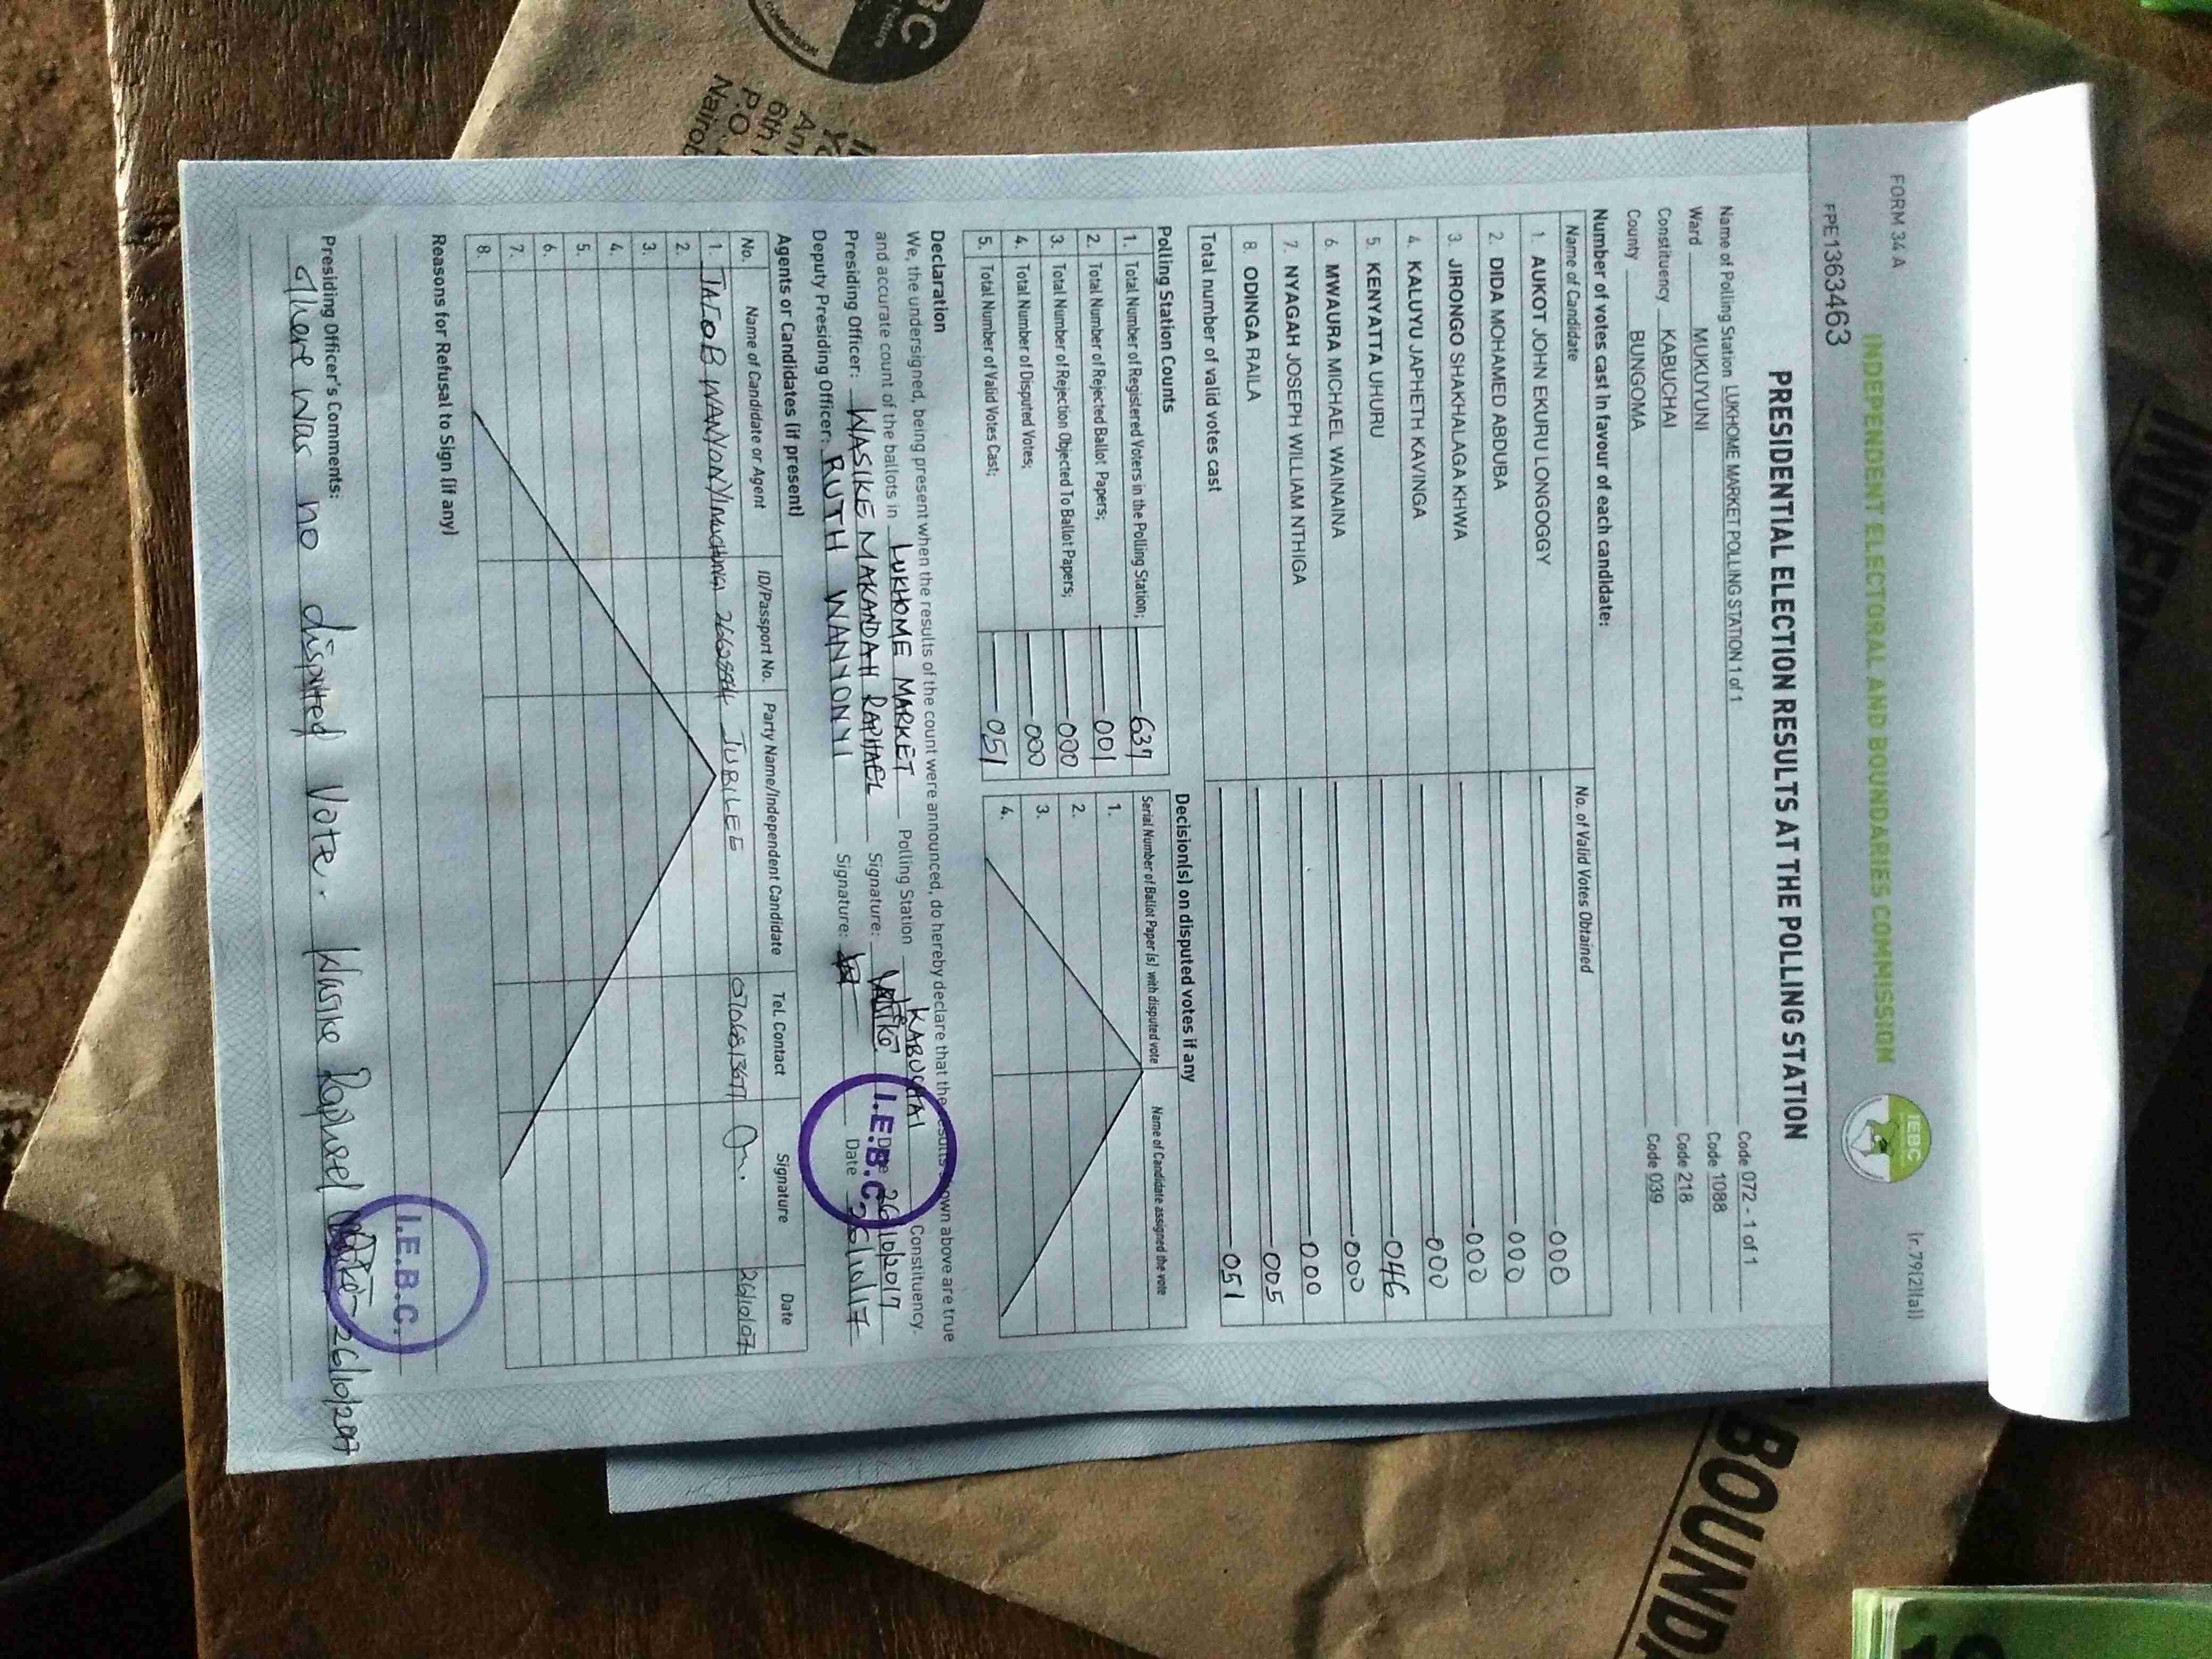 FORM 34 A
(r.79(2)(a))
INDEPENDENT ELECTORAL AND BOUNDARIES COMMISSION
IEBC
FPE1363463
PRESIDENTIAL ELECTION RESULTS AT THE POLLING STATION
Name of Polling Station LUKHOME MARKET POLLING STATION 1 of 1 Code 072 - 1 of 1
Ward MUKUYUNI Code 1088
Constituency KABUCHAI Code 218
County BUNGOMA Code 039
Number of votes cast in favour of each candidate:
Name of Candidate No. of Valid Votes Obtained
1. AUKOT JOHN EKURU LONGOGGY 000
2. DIDA MOHAMED ABDUBA 000
3. JIRONGO SHAKHALAGA KHWA 000
4. KALUYU JAPHETH KAVINGA 000
5. KENYATTA UHURU 046
6. MWAURA MICHAEL WAINAINA 000
7. NYAGAH JOSEPH WILLIAM NTHIGA 000
8. ODINGA RAILA 005
Total number of valid votes cast 051
Polling Station Counts
1. Total Number of Registered Voters in the Polling Station; 637
2. Total Number of Rejected Ballot Papers; 001
3. Total Number of Rejection Objected To Ballot Papers; 000
4. Total Number of Disputed Votes; 000
5. Total Number of Valid Votes Cast; 051
Decision(s) on disputed votes if any
Serial Number of Ballot Paper (s) with disputed vote Name of Candidate assigned the vote
1.
2.
3.
4.
Declaration
We, the undersigned, being present when the results of the count were announced, do hereby declare that the results shown above are true
and accurate count of the ballots in LUKHOME MARKET Polling Station KABUCHAI Constituency.
Presiding Officer: WASIKE MAKANDAH RAPHAEL Signature: Date 26/10/2017
Deputy Presiding Officer: RUTH WANYONYI Signature: Date 26/10/17
I.E.B.C.
Agents or Candidates (if present)
No. Name of Candidate or Agent ID/Passport No. Party Name/Independent Candidate Tel. Contact Signature Date
1. JACOB WANYONYI JUBILEE
2.
3.
4.
5.
6.
7.
8.
Reasons for Refusal to Sign (if any)
Presiding Officer's Comments:
There was no disputed vote. Wasike Raphael 26/10/2017
I.E.B.C.
BC
COMMISSION
6th
P.O.
Nairob
BOUND